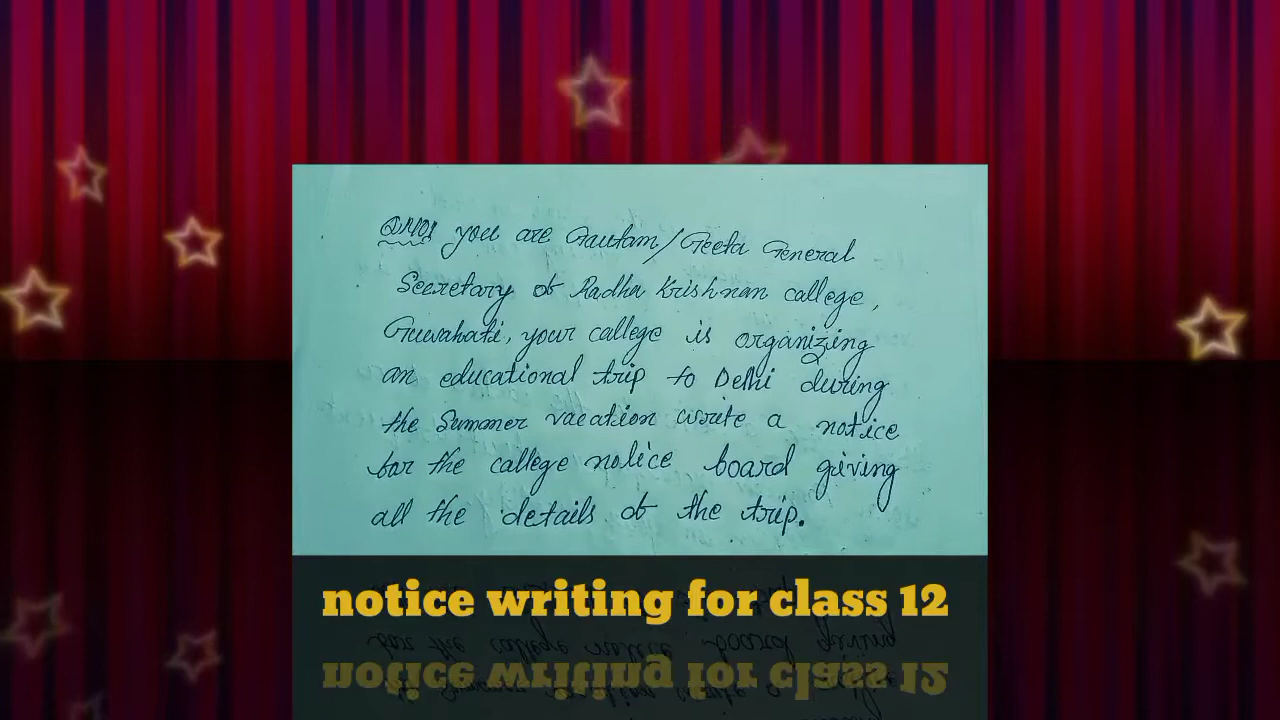 you are Gautam/Geeta General
Secretary of Radha Krishnan callege,
Guwahati, your callege is organizing
an educational trip to Delhi during
the Summer vacation write a notice
for the callege notice board giving
all the details of the trip.
notice writing for class 12